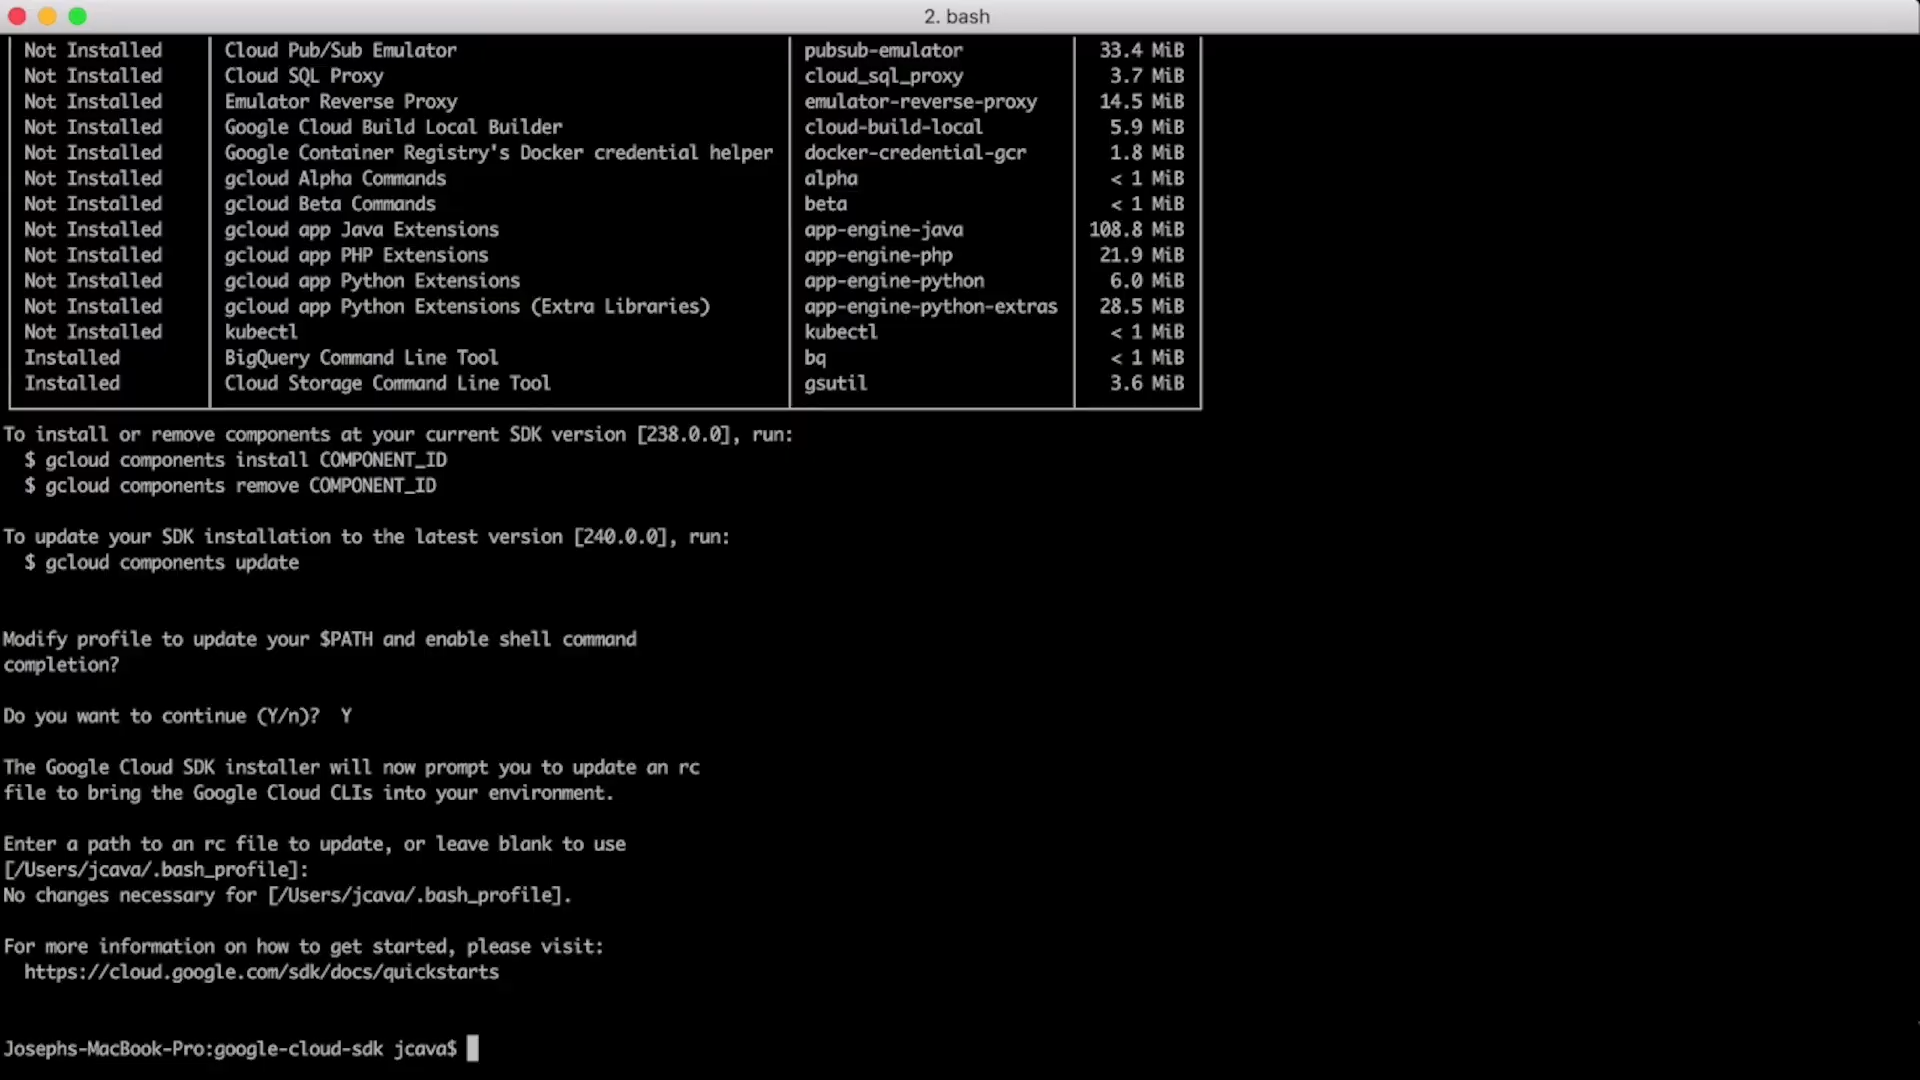 2. bash
Not Installed Cloud Pub/Sub Emulator pubsub-emulator 33.4 MiB
Not Installed Cloud SQL Proxy cloud_sql_proxy 3.7 MiB
Not Installed Emulator Reverse Proxy emulator-reverse-proxy 14.5 MiB
Not Installed Google Cloud Build Local Builder cloud-build-local 5.9 MiB
Not Installed Google Container Registry's Docker credential helper docker-credential-gcr 1.8 MiB
Not Installed gcloud Alpha Commands alpha < 1 MiB
Not Installed gcloud Beta Commands beta < 1 MiB
Not Installed gcloud app Java Extensions app-engine-java 108.8 MiB
Not Installed gcloud app PHP Extensions app-engine-php 21.9 MiB
Not Installed gcloud app Python Extensions app-engine-python 6.0 MiB
Not Installed gcloud app Python Extensions (Extra Libraries) app-engine-python-extras 28.5 MiB
Not Installed kubectl kubectl < 1 MiB
Installed BigQuery Command Line Tool bq < 1 MiB
Installed Cloud Storage Command Line Tool gsutil 3.6 MiB
To install or remove components at your current SDK version [238.0.0], run:
$ gcloud components install COMPONENT_ID
$ gcloud components remove COMPONENT_ID
To update your SDK installation to the latest version [240.0.0], run:
$ gcloud components update
Modify profile to update your $PATH and enable shell command
completion?
Do you want to continue (Y/n)? Y
The Google Cloud SDK installer will now prompt you to update an rc
file to bring the Google Cloud CLIs into your environment.
Enter a path to an rc file to update, or leave blank to use
[/Users/jcava/.bash_profile]:
No changes necessary for [/Users/jcava/.bash_profile].
For more information on how to get started, please visit:
https://cloud.google.com/sdk/docs/quickstarts
Josephs-MacBook-Pro:google-cloud-sdk jcava$